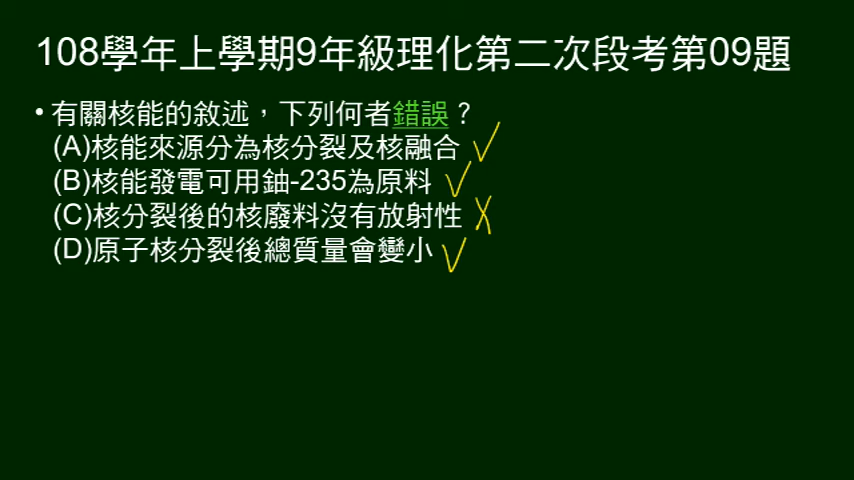 108學年上學期9年級理化第二次段考第09題
• 有關核能的敘述，下列何者錯誤？
(A)核能來源分為核分裂及核融合 ✓
(B)核能發電可用鈾-235為原料 ✓
(C)核分裂後的核廢料沒有放射性 ✗
(D)原子核分裂後總質量會變小 ✓